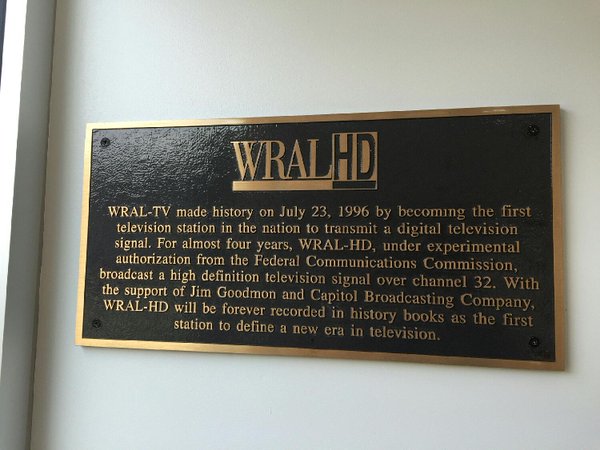 WRALHD
WRAL-TV made history on July 23, 1996 by becoming the first
television station in the nation to transmit a digital television
signal. For almost four years, WRAL-HD, under experimental
authorization from the Federal Communications Commission,
broadcast a high definition television signal over channel 32. With
the support of Jim Goodmon and Capitol Broadcasting Company,
WRAL-HD will be forever recorded in history books as the first
station to define a new era in television.